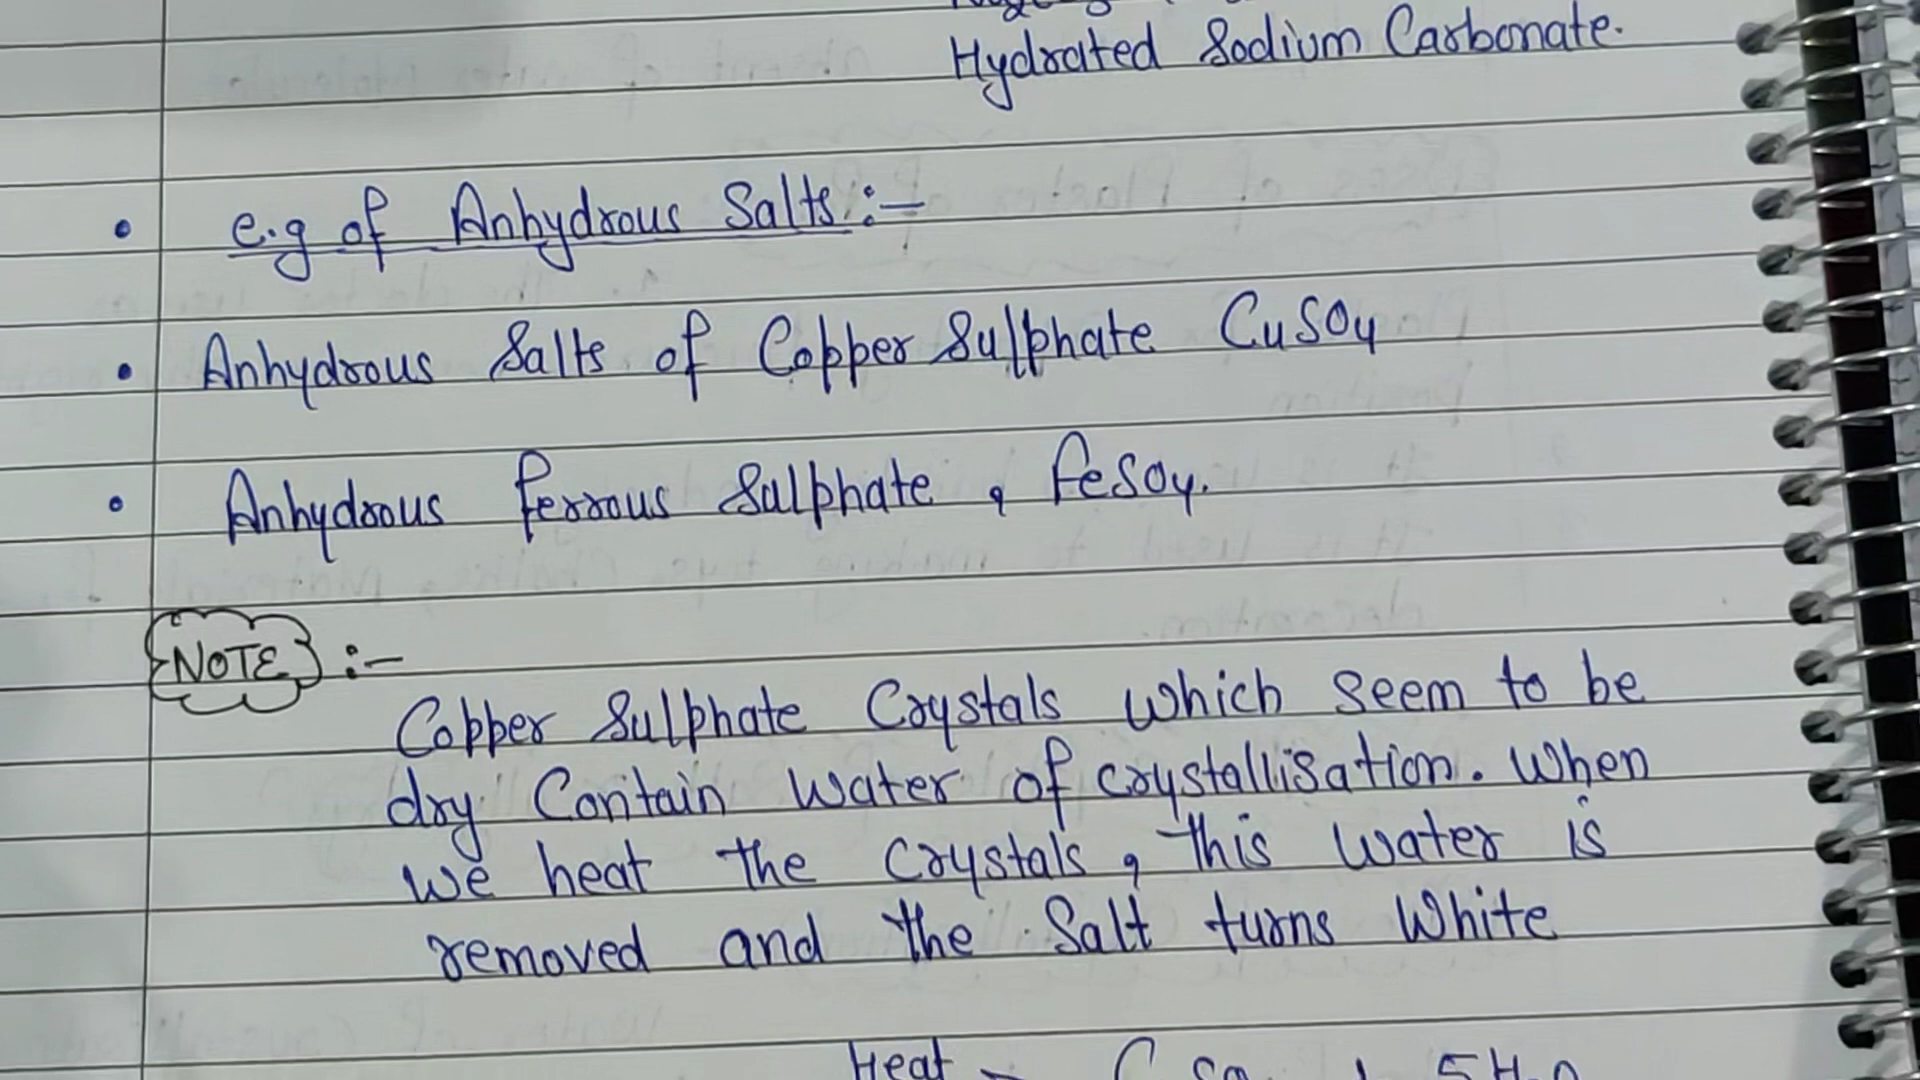 Hydrated Sodium Carbonate.
• e.g of Anhydrous Salts:-
• Anhydrous Salts of Copper Sulphate CuSO4
• Anhydrous ferrous Sulphate, FeSO4.
NOTE :-
Copper Sulphate Crystals which seem to be
dry Contain water of crystallisation. When
we heat the crystals, this water is
removed and the Salt turns White
Heat